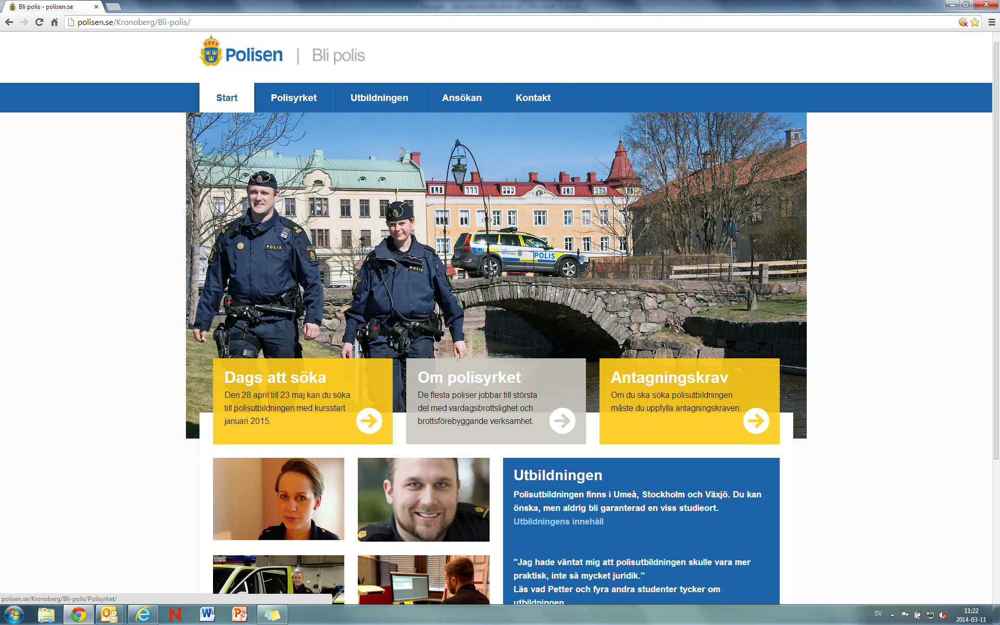 Bli polis - polisen.se
polisen.se/Kronoberg/Bli-polis/
Polisen | Bli polis
Start Polisyrket Utbildningen Ansökan Kontakt
POLIS
POLIS
BEFÄLSBIL POLIS
Dags att söka
Den 28 april till 23 maj kan du söka
till polisutbildningen med kursstart
januari 2015.
Om polisyrket
De flesta poliser jobbar till största
del med vardagsbrottslighet och
brottsförebyggande verksamhet.
Antagningskrav
Om du ska söka polisutbildningen
måste du uppfylla antagningskraven.
Utbildningen
Polisutbildningen finns i Umeå, Stockholm och Växjö. Du kan
önska, men aldrig bli garanterad en viss studieort.
Utbildningens innehåll
"Jag hade väntat mig att polisutbildningen skulle vara mer
praktisk, inte så mycket juridik."
Läs vad Petter och fyra andra studenter tycker om
utbildningen
polisen.se/Kronoberg/Bli-polis/Polisyrket/
SV
11:22
2014-03-11